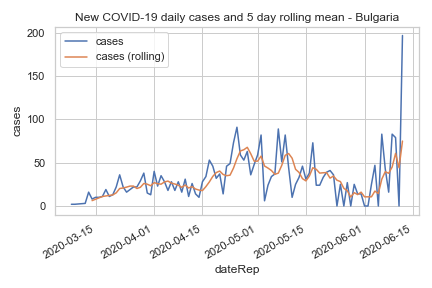 New COVID-19 daily cases and 5 day rolling mean - Bulgaria
cases
cases (rolling)
200
150
100
50
0
cases
2020-03-15
2020-04-01
2020-04-15
2020-05-01
2020-05-15
2020-06-01
2020-06-15
dateRep